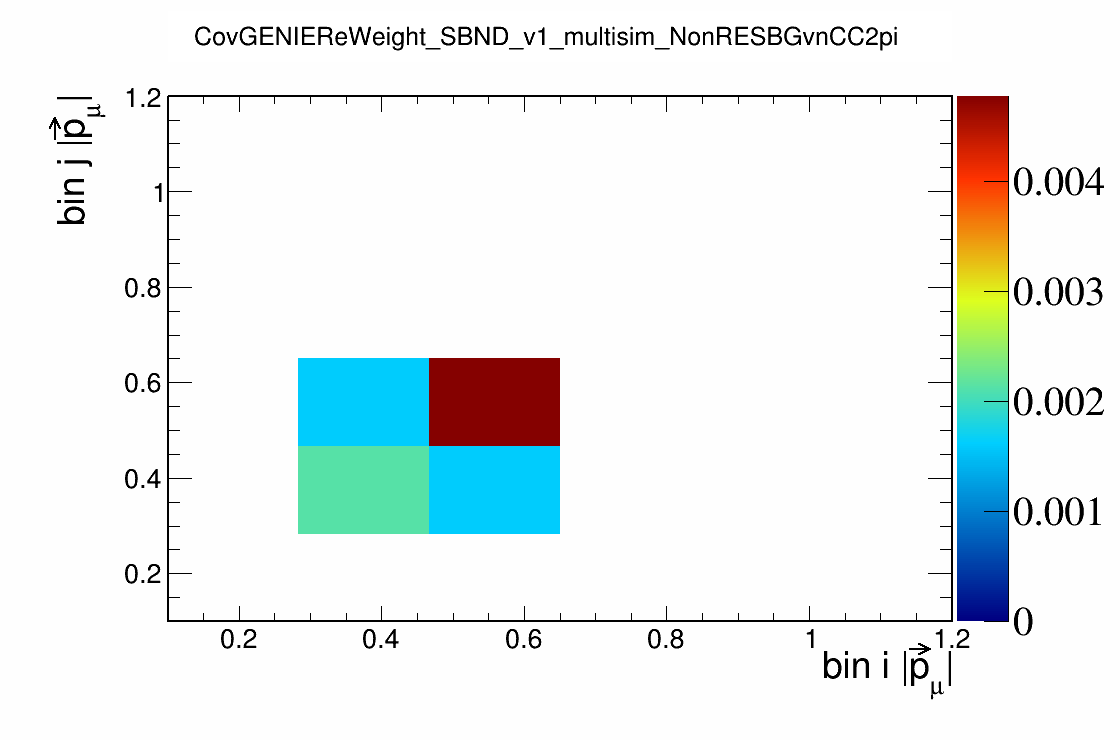 CovGENIEReWeight_SBND_v1_multisim_NonRESBGvnCC2pi
bin j |p⃗μ|
1.2
1
0.8
0.6
0.4
0.2
0.2 0.4 0.6 0.8 1 1.2
bin i |p⃗μ|
0.004
0.003
0.002
0.001
0